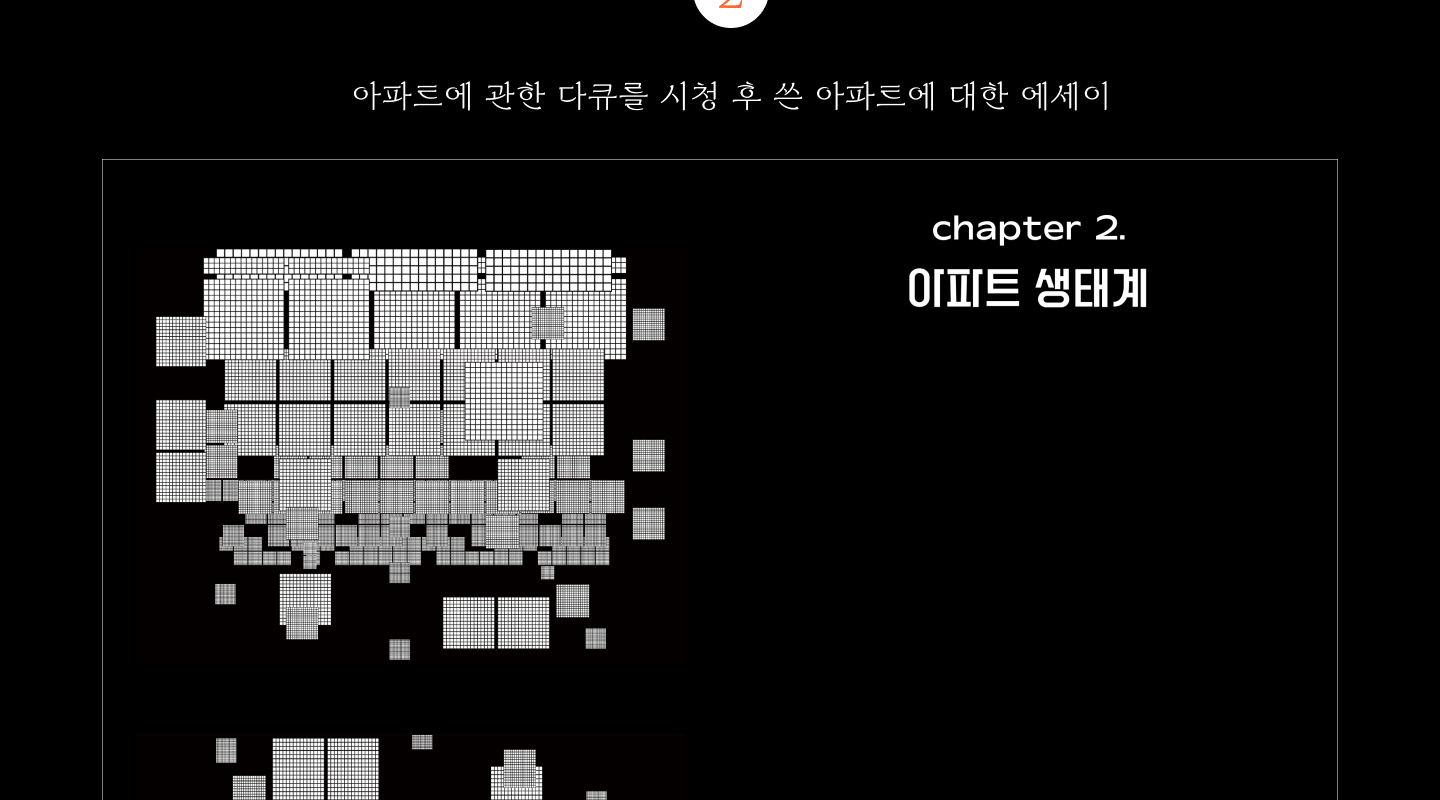 2
아파트에 관한 다큐를 시청 후 쓴 아파트에 대한 에세이
chapter 2.
아파트 생태계